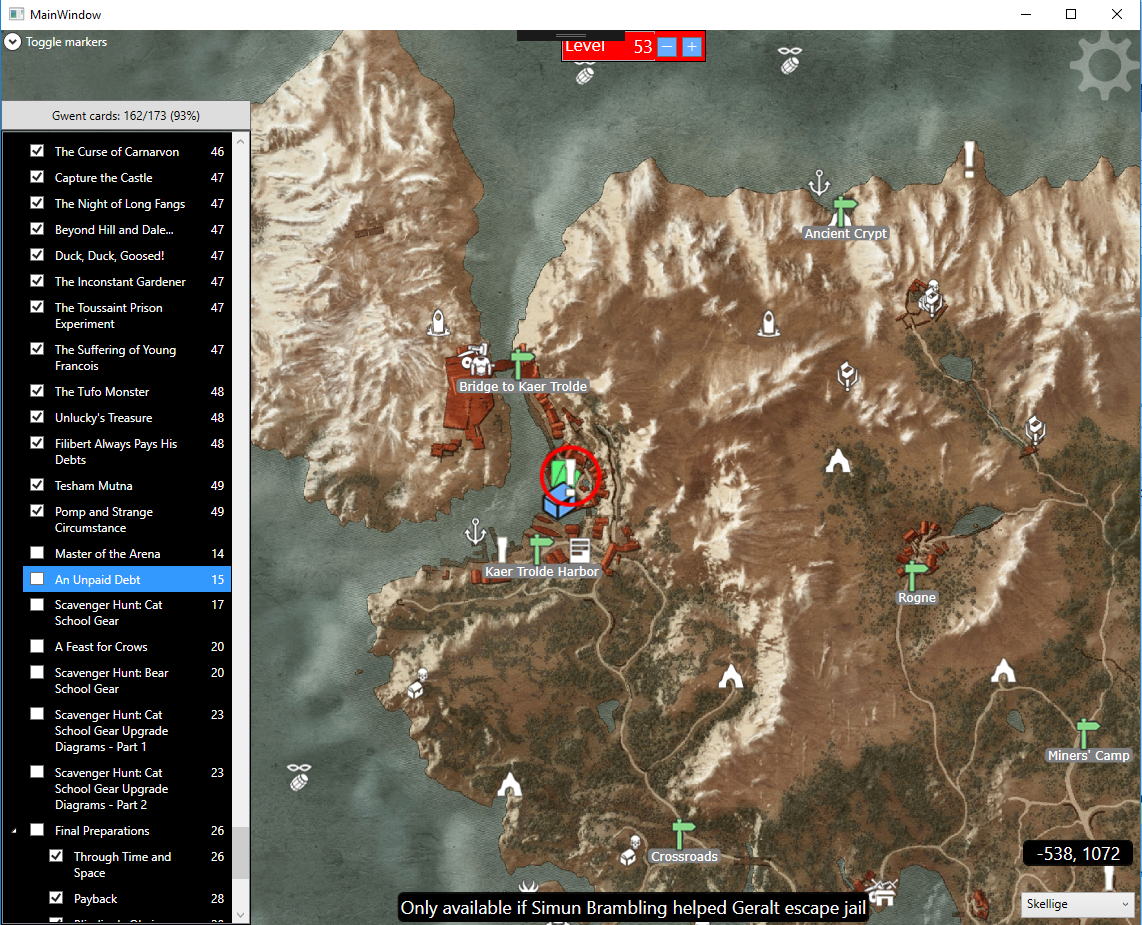 MainWindow
Toggle markers
Level 53
Gwent cards: 162/173 (93%)
The Curse of Carnarvon 46
Capture the Castle 47
The Night of Long Fangs 47
Beyond Hill and Dale... 47
Duck, Duck, Goosed! 47
The Inconstant Gardener 47
The Toussaint Prison 47
Experiment
The Suffering of Young 47
Francois
The Tufo Monster 48
Unlucky's Treasure 48
Filibert Always Pays His 48
Debts
Tesham Mutna 49
Pomp and Strange 49
Circumstance
Master of the Arena 14
An Unpaid Debt 15
Scavenger Hunt: Cat 17
School Gear
A Feast for Crows 20
Scavenger Hunt: Bear 20
School Gear
Scavenger Hunt: Cat 23
School Gear Upgrade
Diagrams - Part 1
Scavenger Hunt: Cat 23
School Gear Upgrade
Diagrams - Part 2
Final Preparations 26
Through Time and 26
Space
Payback 28
Ancient Crypt
Bridge to Kaer Trolde
Kaer Trolde Harbor
Rogne
Miners' Camp
Crossroads
-538, 1072
Only available if Simun Brambling helped Geralt escape jail
Skellige